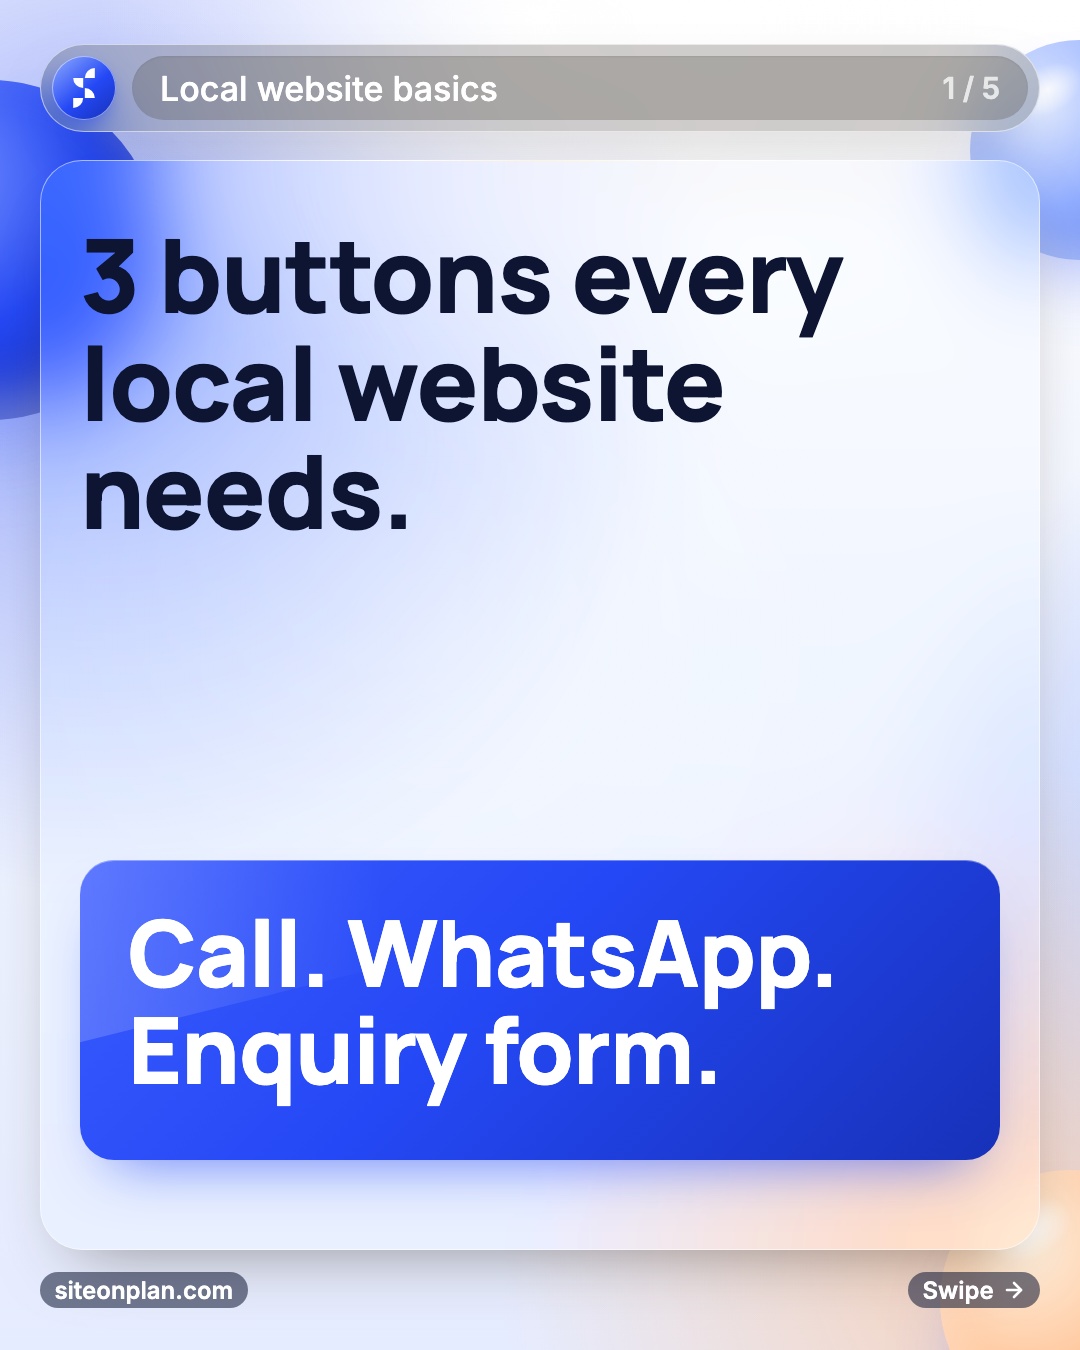 Local website basics
1 / 5
3 buttons every
local website
needs.
Call. WhatsApp.
Enquiry form.
siteonplan.com
Swipe →